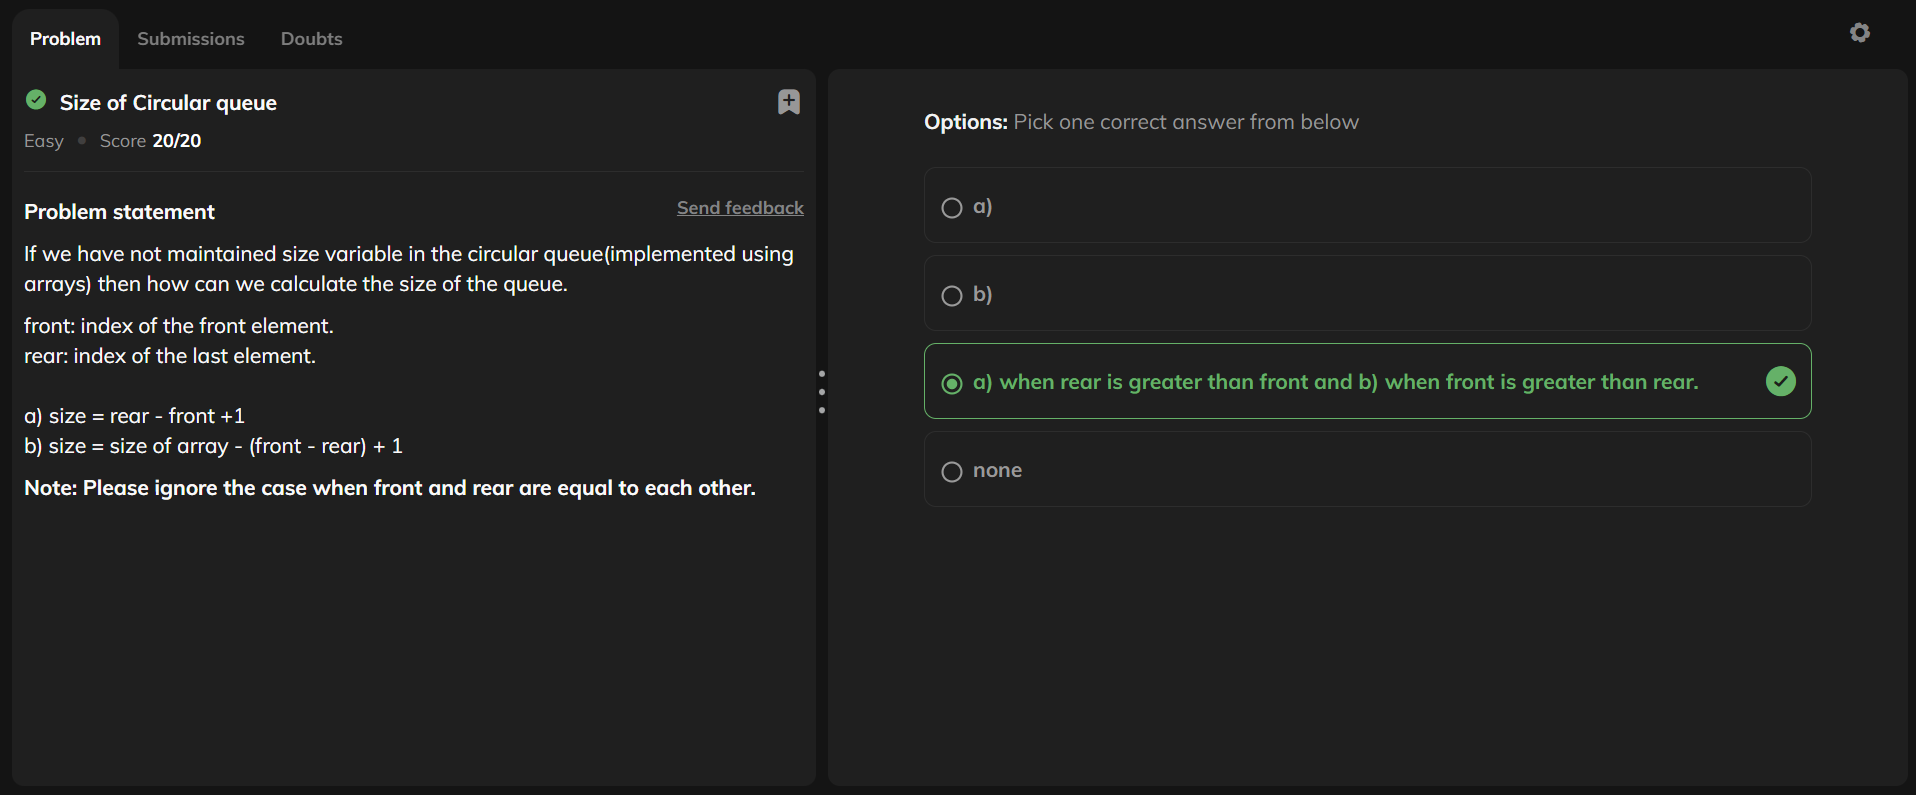 Problem
Submissions
Doubts
Size of Circular queue
Easy
Score 20/20
Problem statement
Send feedback
If we have not maintained size variable in the circular queue(implemented using
arrays) then how can we calculate the size of the queue.
front: index of the front element.
rear: index of the last element.
a) size = rear - front +1
b) size = size of array - (front - rear) + 1
Note: Please ignore the case when front and rear are equal to each other.
Options: Pick one correct answer from below
a)
b)
a) when rear is greater than front and b) when front is greater than rear.
none